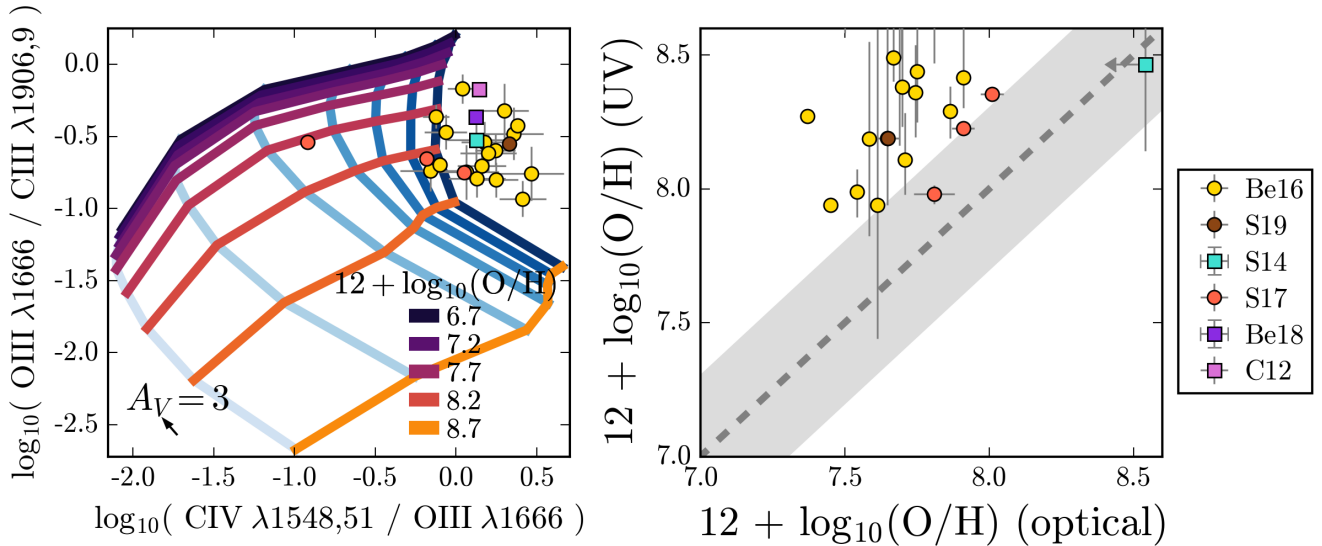 log₁₀( OIII λ1666 / CIII λ1906,9 )
0.0
-0.5
-1.0
-1.5
-2.0
-2.5
12 + log₁₀(O/H)
6.7
7.2
7.7
8.2
8.7
A_V = 3
-2.0 -1.5 -1.0 -0.5 0.0 0.5
log₁₀( CIV λ1548,51 / OIII λ1666 )
12 + log₁₀(O/H) (UV)
8.5
8.0
7.5
7.0
7.0 7.5 8.0 8.5
12 + log₁₀(O/H) (optical)
Be16
S19
S14
S17
Be18
C12